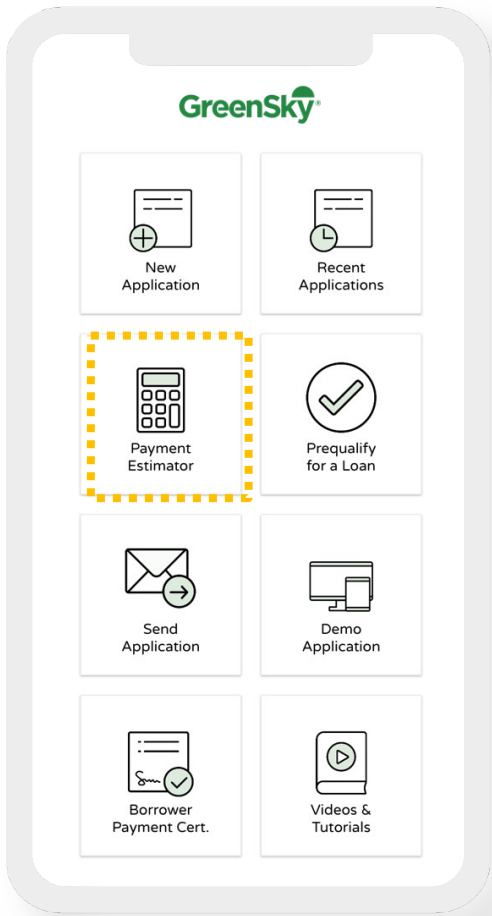 GreenSky®
New
Application
Recent
Applications
Payment
Estimator
Prequalify
for a Loan
Send
Application
Demo
Application
Borrower
Payment Cert.
Videos &
Tutorials